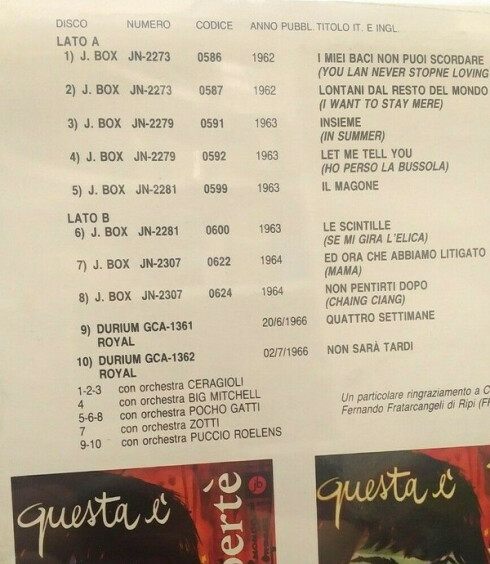 DISCO NUMERO CODICE ANNO PUBBL. TITOLO IT. E INGL.
LATO A
1) J. BOX JN-2273 0586 1962 I MIEI BACI NON PUOI SCORDARE
(YOU LAN NEVER STOPNE LOVING
2) J. BOX JN-2273 0587 1962 LONTANI DAL RESTO DEL MONDO
(I WANT TO STAY MERE)
3) J. BOX JN-2279 0591 1963 INSIEME
(IN SUMMER)
4) J. BOX JN-2279 0592 1963 LET ME TELL YOU
(HO PERSO LA BUSSOLA)
5) J. BOX JN-2281 0599 1963 IL MAGONE
LATO B
6) J. BOX JN-2281 0600 1963 LE SCINTILLE
(SE MI GIRA L'ELICA)
7) J. BOX JN-2307 0622 1964 ED ORA CHE ABBIAMO LITIGATO
(MAMA)
8) J. BOX JN-2307 0624 1964 NON PENTIRTI DOPO
(CHAING CIANG)
9) DURIUM GCA-1361 20/6/1966 QUATTRO SETTIMANE
ROYAL
10) DURIUM GCA-1362 02/7/1966 NON SARÀ TARDI
ROYAL
1-2-3 con orchestra CERAGIOLI
4 con orchestra BIG MITCHELL
5-6-8 con orchestra POCHO GATTI
7 con orchestra ZOTTI
9-10 con orchestra PUCCIO ROELENS
Un particolare ringraziamento a C
Fernando Fratarcangeli di Ripi (F
questa è
bertè
jb
questa è